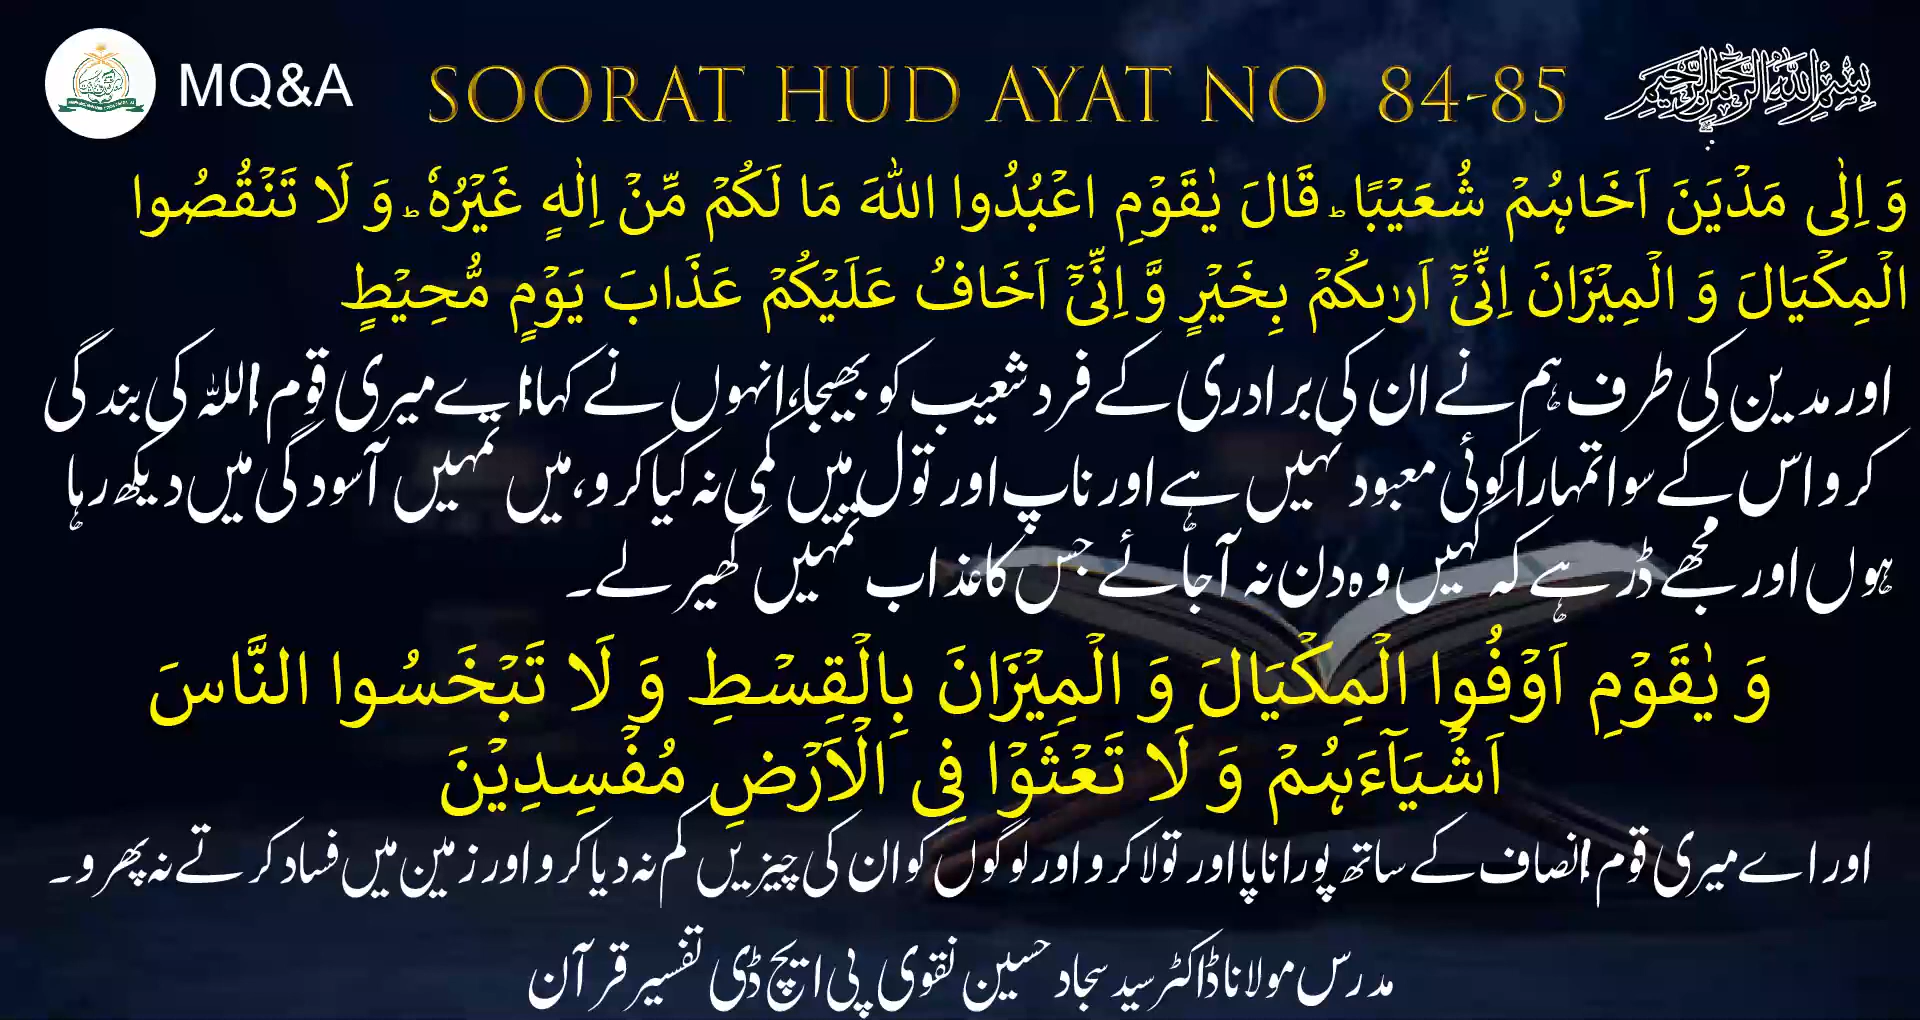 MQ&A
SOORAT HUD AYAT NO 84-85
بِسْمِ اللهِ الرَّحْمٰنِ الرَّحِيْمِ
وَ اِلٰی مَدۡیَنَ اَخَاہُمۡ شُعَیۡبًا ؕ قَالَ یٰقَوۡمِ اعۡبُدُوا اللّٰہَ مَا لَکُمۡ مِّنۡ اِلٰہٍ غَیۡرُہٗ ؕ وَ لَا تَنۡقُصُوا
الۡمِکۡیَالَ وَ الۡمِیۡزَانَ اِنِّیۡۤ اَرٰىکُمۡ بِخَیۡرٍ وَّ اِنِّیۡۤ اَخَافُ عَلَیۡکُمۡ عَذَابَ یَوۡمٍ مُّحِیۡطٍ
اور مدین کی طرف ہم نے ان کی برادری کے فرد شعیب کو بھیجا، انہوں نے کہا: اے میری قوم! اللہ کی بندگی
کرو اس کے سوا تمہارا کوئی معبود نہیں ہے اور ناپ اور تول میں کمی نہ کیا کرو، میں تمہیں آسودگی میں دیکھ رہا
ہوں اور مجھے ڈر ہے کہ کہیں وہ دن نہ آ جائے جس کا عذاب تمہیں گھیر لے۔
وَ یٰقَوۡمِ اَوۡفُوا الۡمِکۡیَالَ وَ الۡمِیۡزَانَ بِالۡقِسۡطِ وَ لَا تَبۡخَسُوا النَّاسَ
اَشۡیَآءَہُمۡ وَ لَا تَعۡثَوۡا فِی الۡاَرۡضِ مُفۡسِدِیۡنَ
اور اے میری قوم! انصاف کے ساتھ پورا ناپا اور تولا کرو اور لوگوں کو ان کی چیزیں کم نہ دیا کرو اور زمین میں فساد کرتے نہ پھرو۔
مدرس مولانا ڈاکٹر سید سجاد حسین نقوی پی ایچ ڈی تفسیر قرآن